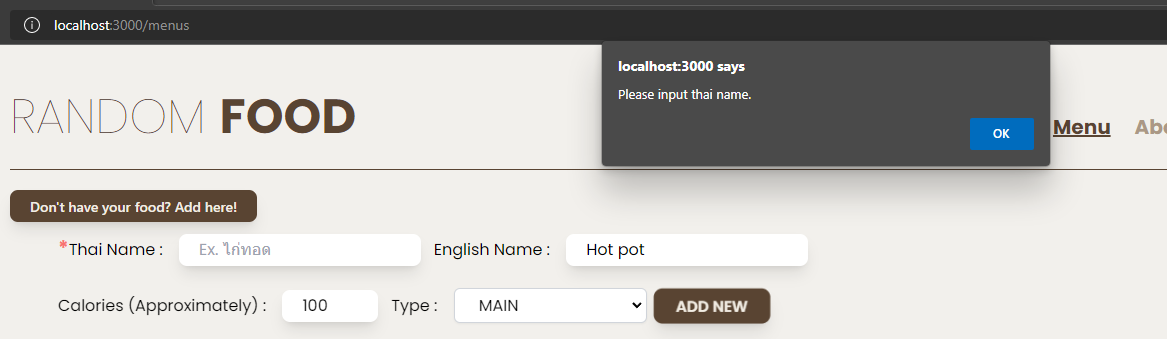 localhost:3000/menus
localhost:3000 says
Please input thai name.
OK
RANDOM FOOD
Menu Abo
Don't have your food? Add here!
*Thai Name : Ex. ไก่ทอด English Name : Hot pot
Calories (Approximately) : 100 Type : MAIN ADD NEW